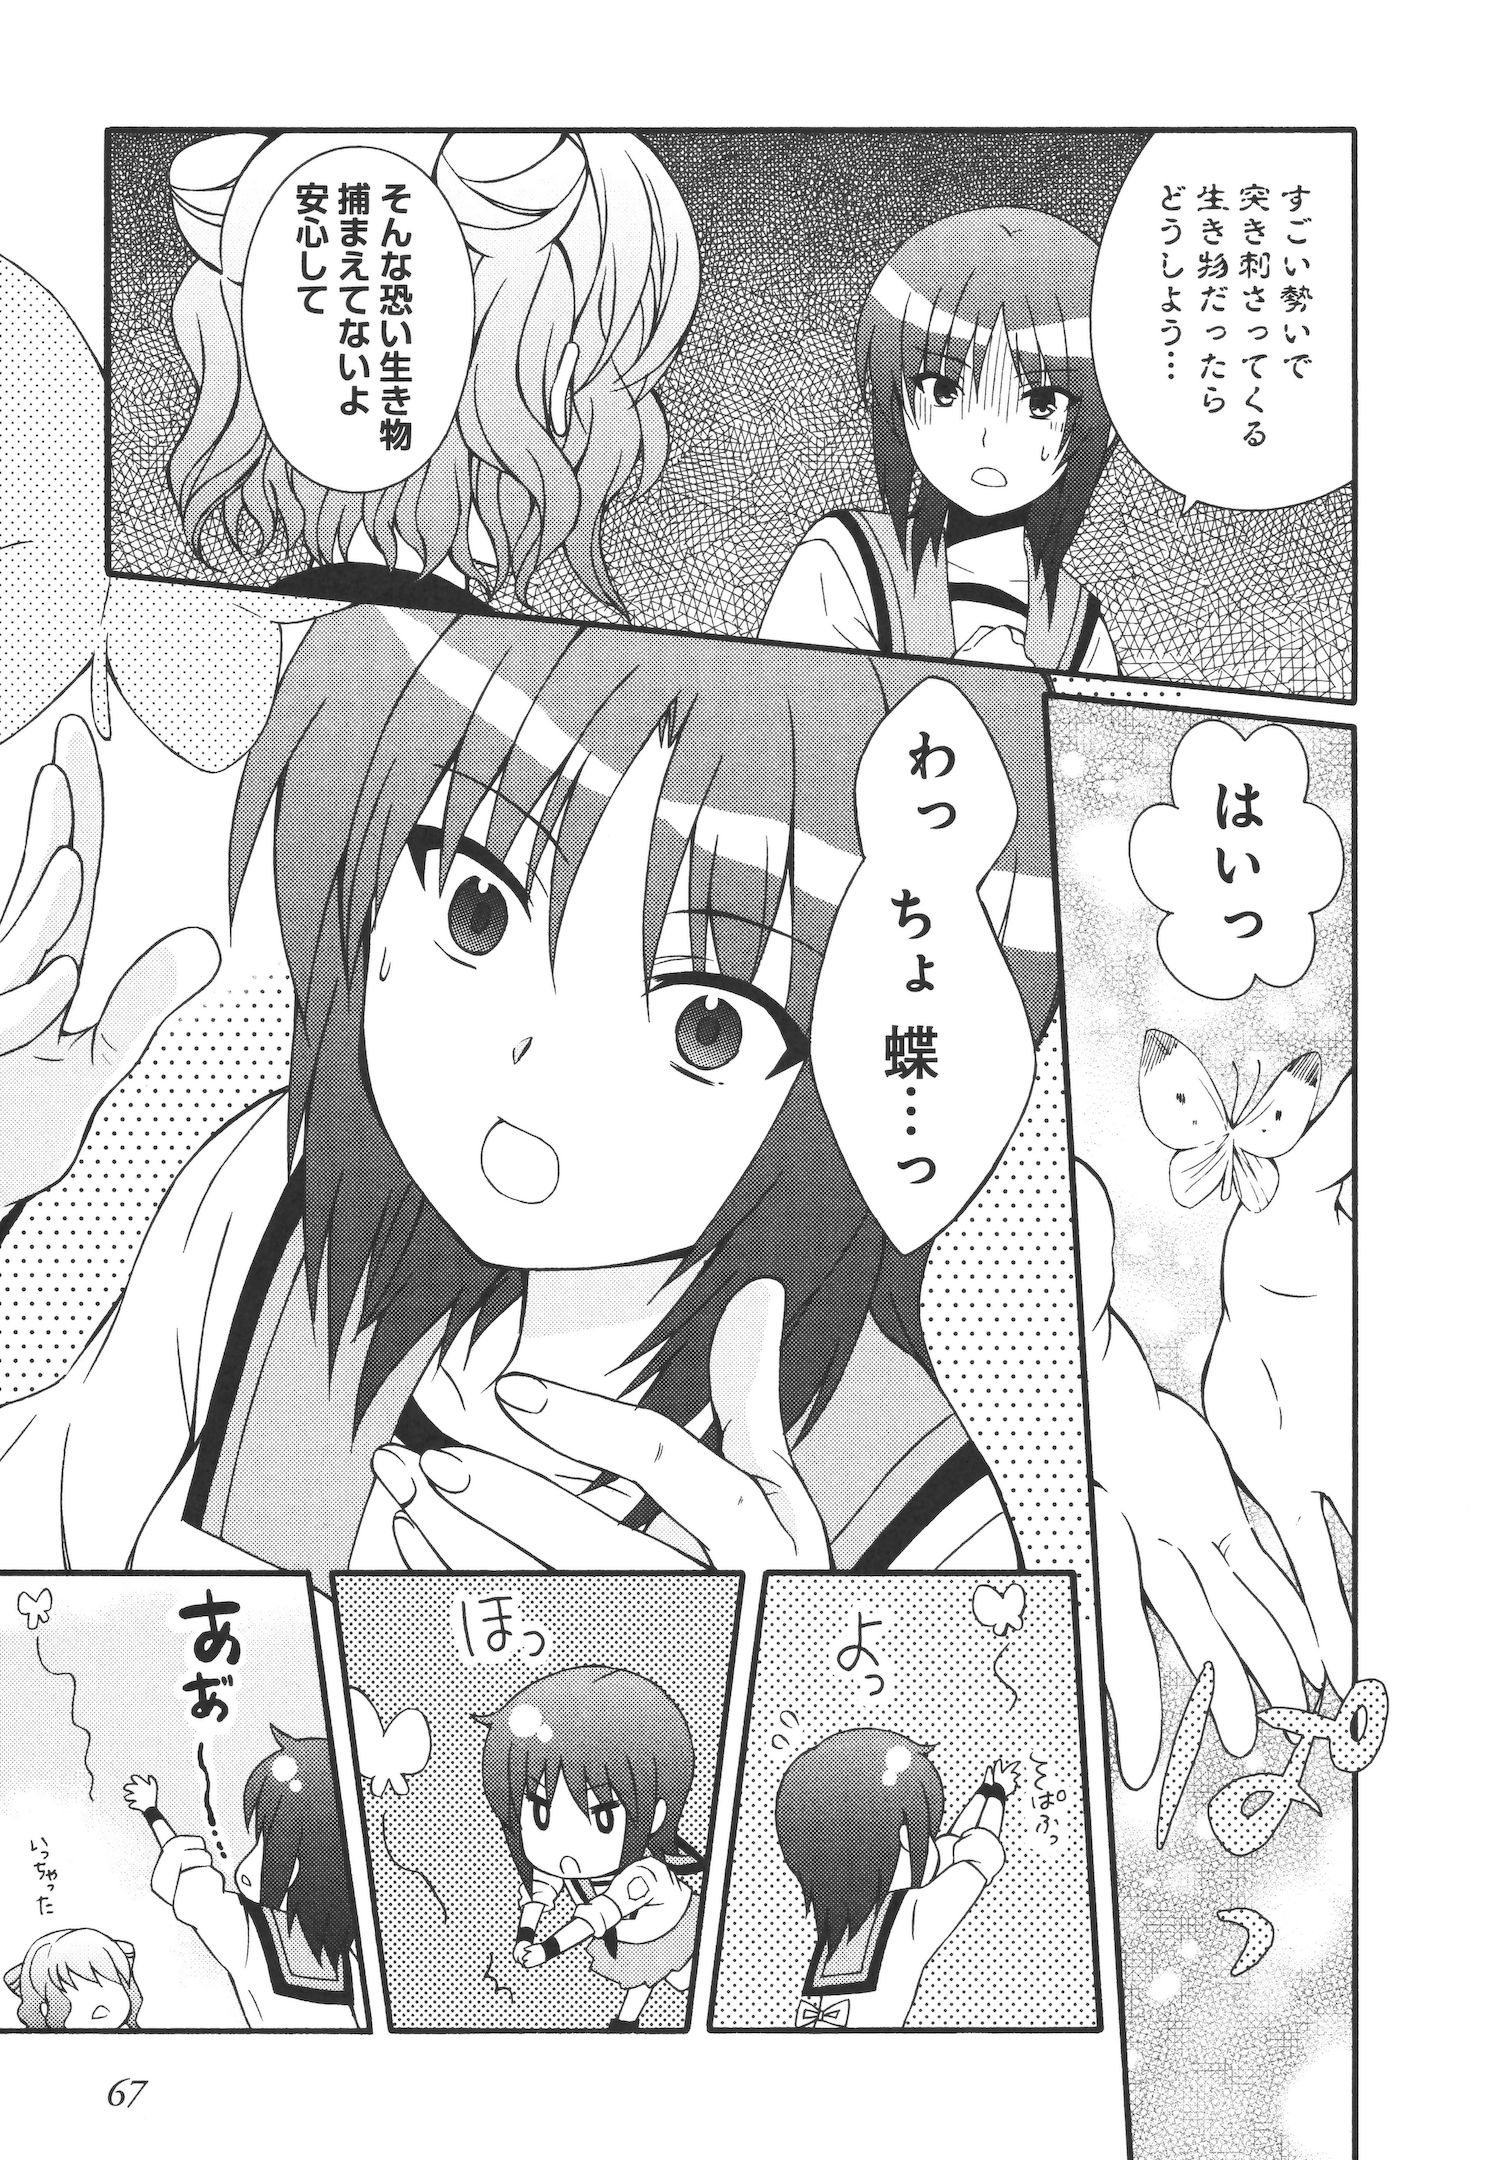 すごい勢いで
突き刺さってくる
生き物だったら
どうしよう…
そんな恐い生き物
捕まえてないよ
安心して
はいっ
わっ
ちょ
蝶…っ
よっ
ぱふっ
ほっ
あぁ〜……
いっちゃった
67